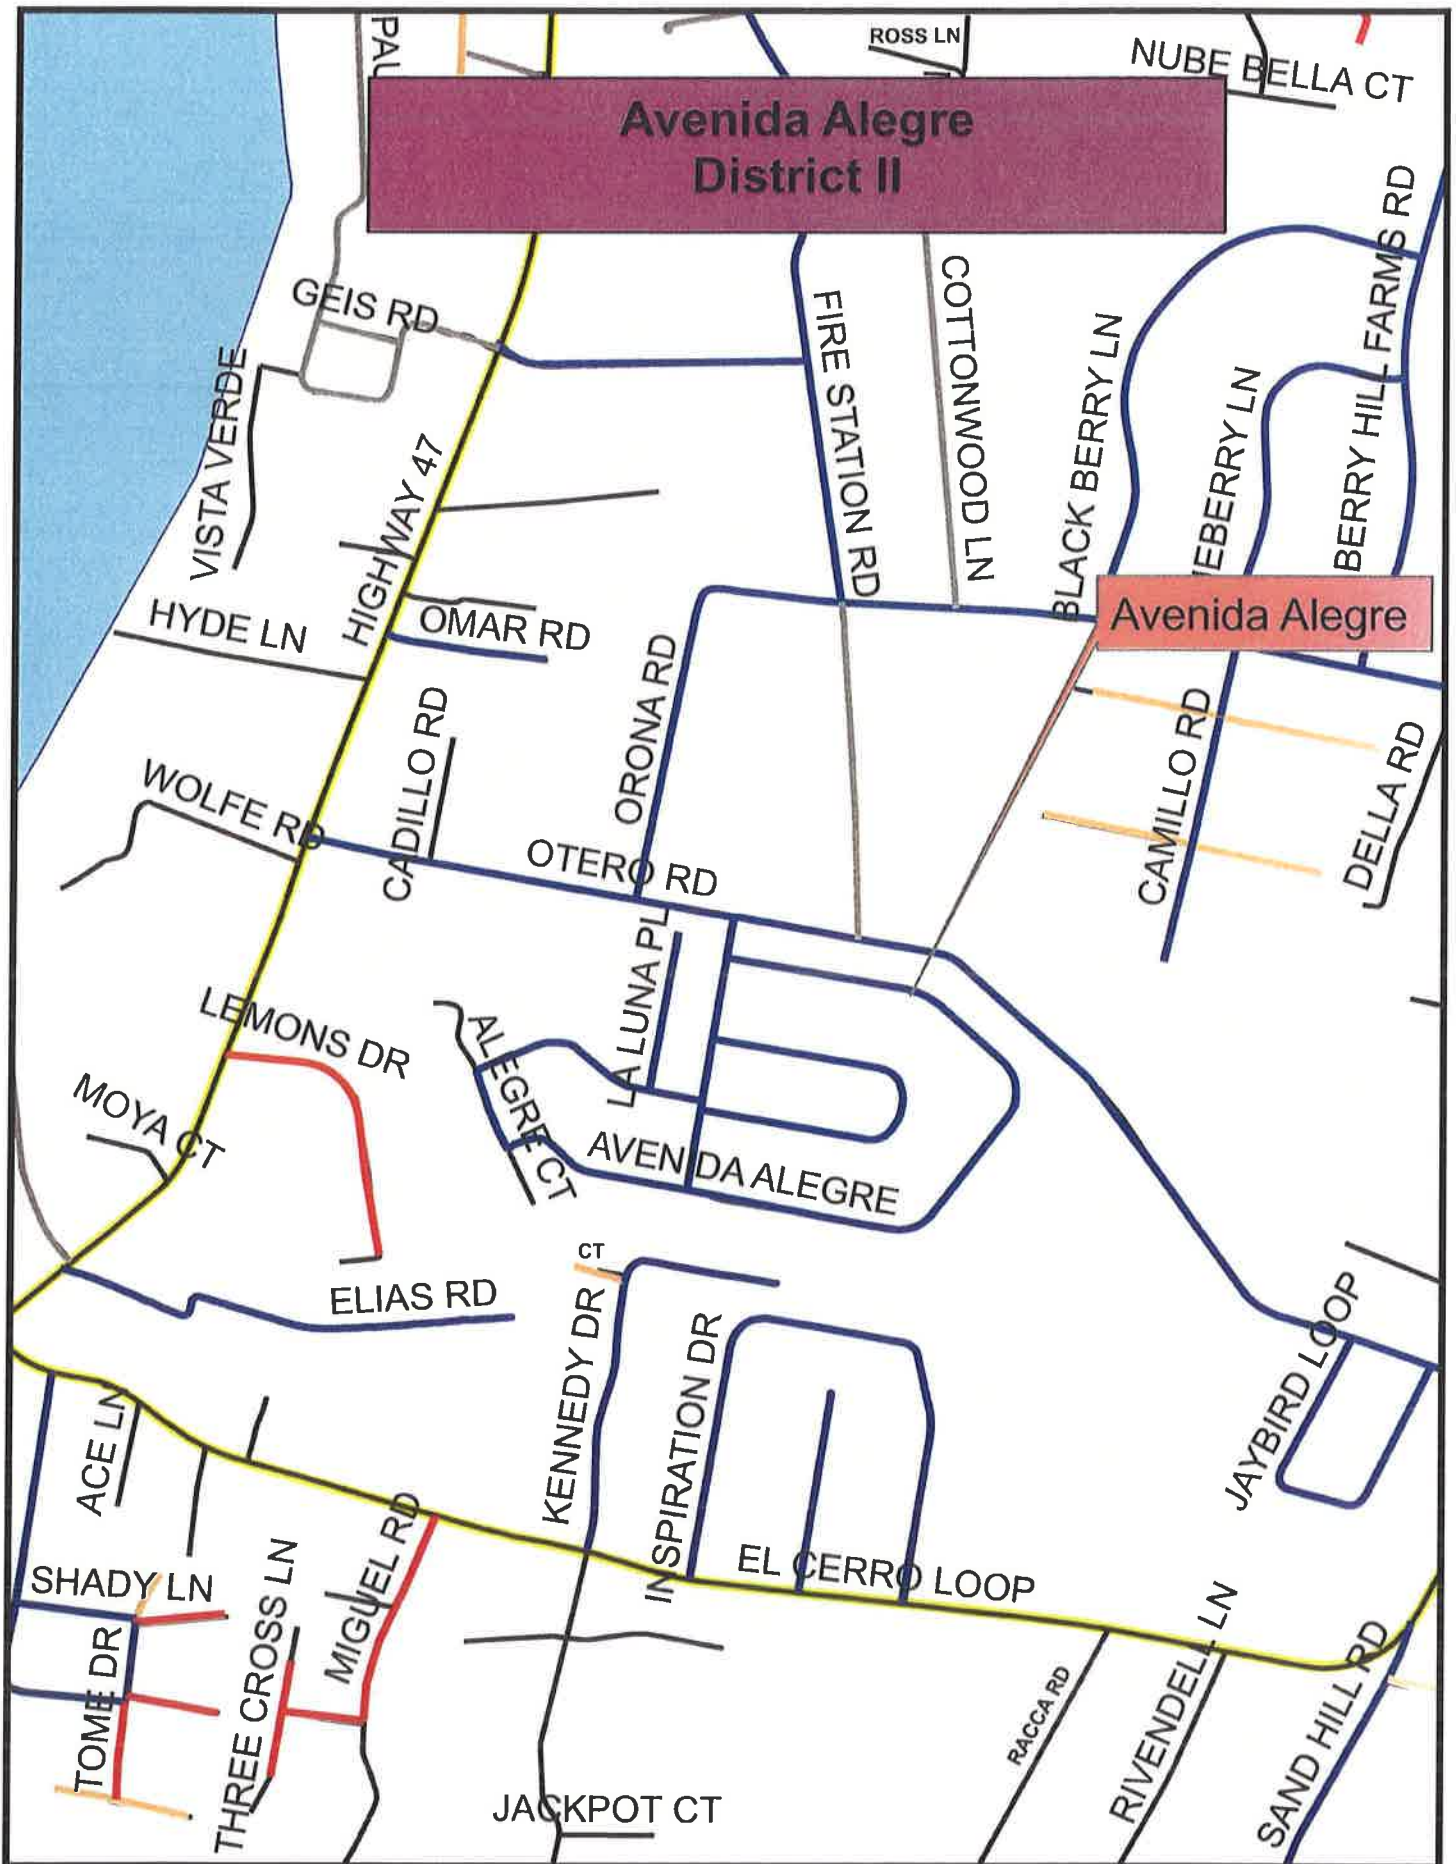 ROSS LN
NUBE BELLA CT
Avenida Alegre
District II
GEIS RD
FIRE STATION RD
COTTONWOOD LN
BLACK BERRY LN
BERRY HILL FARMS RD
VISTA VERDE
HIGHWAY 47
HYDE LN
OMAR RD
Avenida Alegre
ORONA RD
CADILLO RD
CAMILLO RD
DELLA RD
WOLFE RD
OTERO RD
LA LUNA PL
LEMONS DR
ALEGRE CT
MOYA CT
AVENIDA ALEGRE
CT
ELIAS RD
KENNEDY DR
INSPIRATION DR
JAYBIRD LOOP
ACE LN
MIGUEL RD
EL CERRO LOOP
SHADY LN
THREE CROSS LN
TOME DR
RACCA RD
RIVENDELL LN
SAND HILL RD
JACKPOT CT